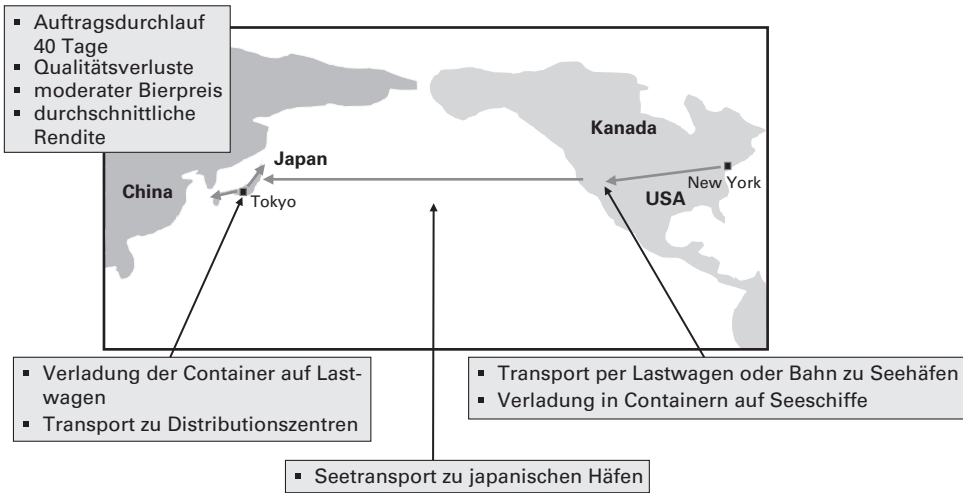 ▪ Auftragsdurchlauf
40 Tage
▪ Qualitätsverluste
▪ moderater Bierpreis
▪ durchschnittliche
Rendite
Kanada
Japan
China
Tokyo
New York
USA
▪ Verladung der Container auf Last-
wagen
▪ Transport zu Distributionszentren
▪ Transport per Lastwagen oder Bahn zu Seehäfen
▪ Verladung in Containern auf Seeschiffe
▪ Seetransport zu japanischen Häfen